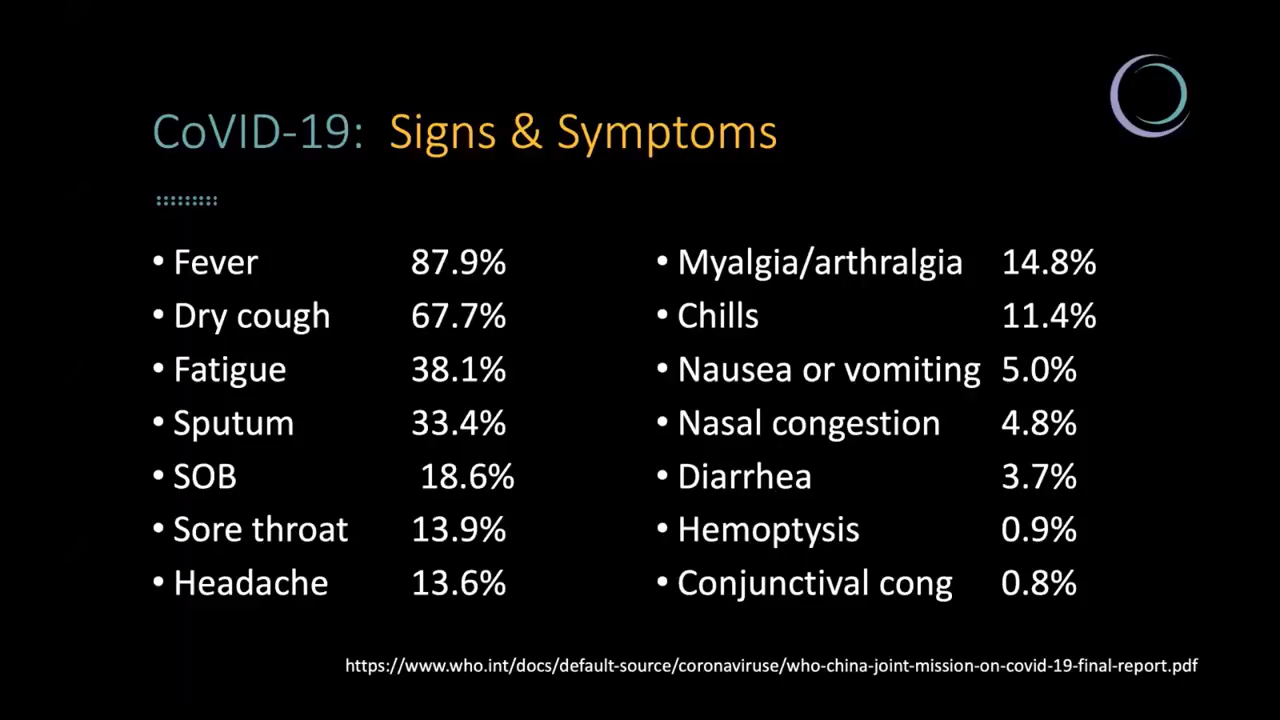 CoVID-19: Signs & Symptoms
• Fever 87.9%
• Dry cough 67.7%
• Fatigue 38.1%
• Sputum 33.4%
• SOB 18.6%
• Sore throat 13.9%
• Headache 13.6%
• Myalgia/arthralgia 14.8%
• Chills 11.4%
• Nausea or vomiting 5.0%
• Nasal congestion 4.8%
• Diarrhea 3.7%
• Hemoptysis 0.9%
• Conjunctival cong 0.8%
https://www.who.int/docs/default-source/coronaviruse/who-china-joint-mission-on-covid-19-final-report.pdf